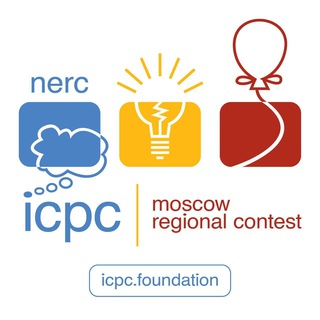 nerc
icpc
moscow
regional contest
icpc.foundation